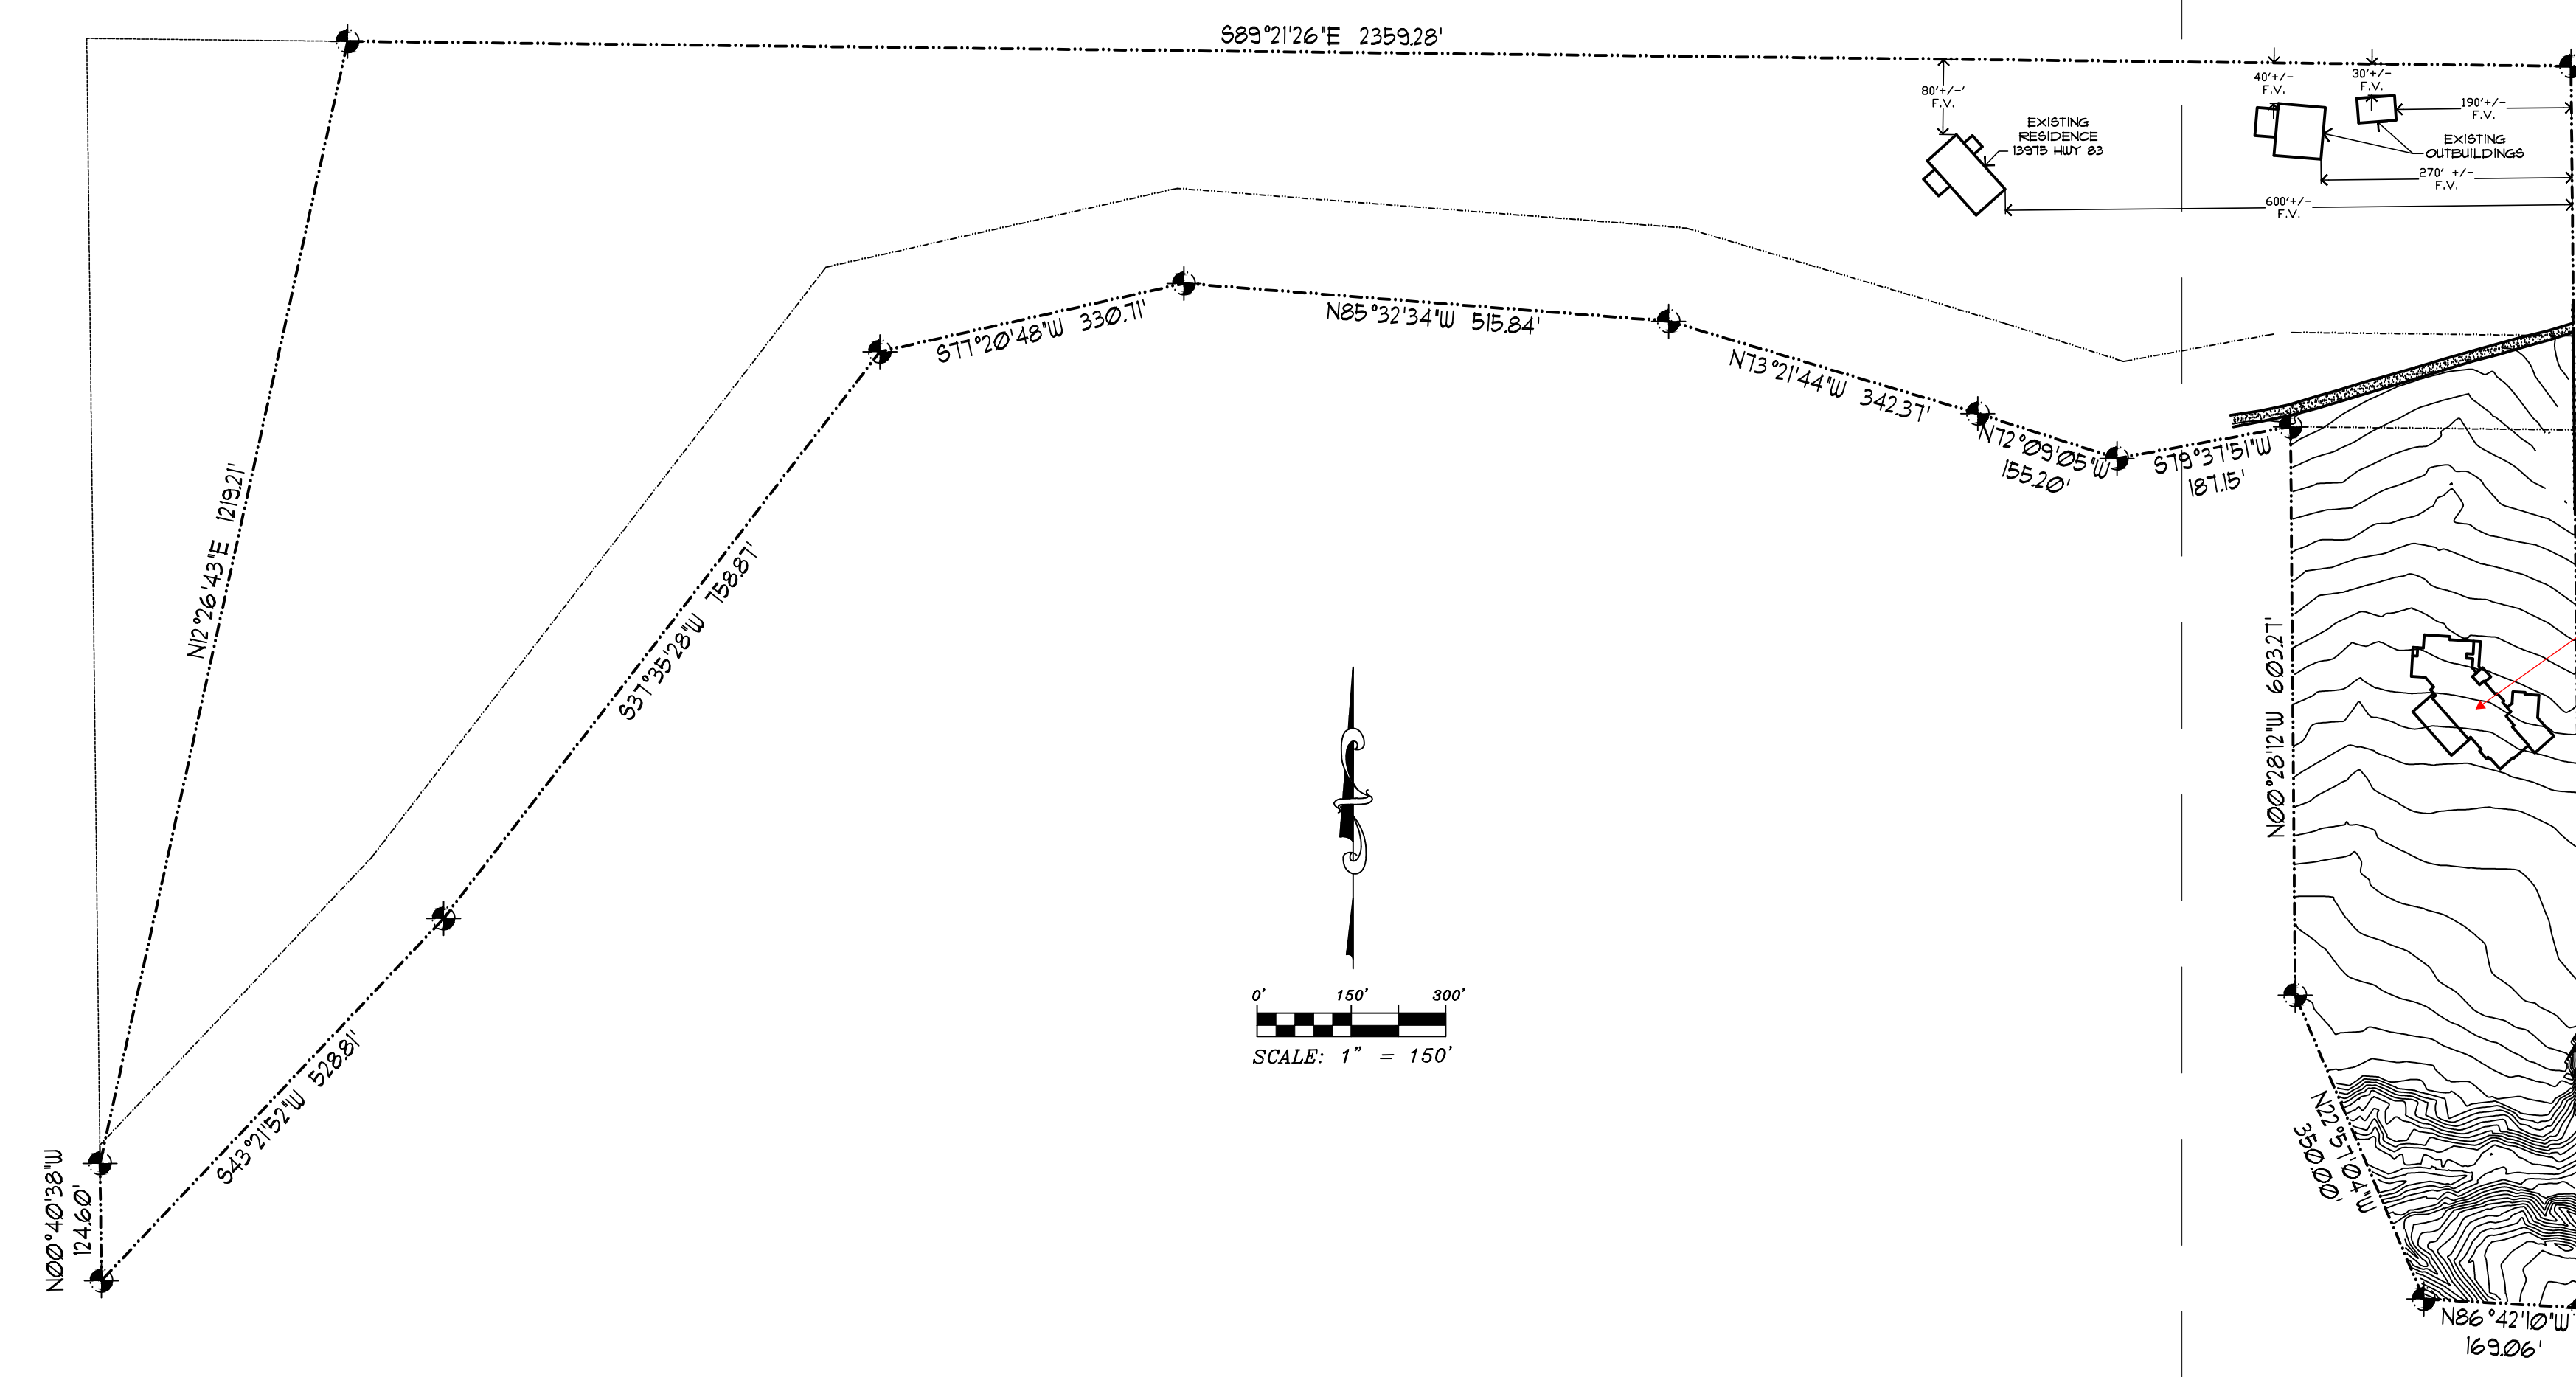 S89°21'26"E 2359.28'
80'+/-'
F.V.
EXISTING
RESIDENCE
13975 HWY 83
40'+/-
F.V.
30'+/-
F.V.
190'+/-
F.V.
EXISTING
OUTBUILDINGS
270' +/-
F.V.
600'+/-
F.V.
S77°20'48"W 330.71'
N85°32'34"W 515.84'
N73°21'44"W 342.37'
N72°09'05"W
155.20'
S79°37'51"W
187.15'
N12°26'43"E 1219.21'
S37°35'28"W 758.87'
N00°28'12"W 603.27'
0' 150' 300'
SCALE: 1" = 150'
S43°21'52"W 528.81'
N00°40'38"W
124.60'
N22°57'04"W
350.00'
N86°42'10"W
169.06'